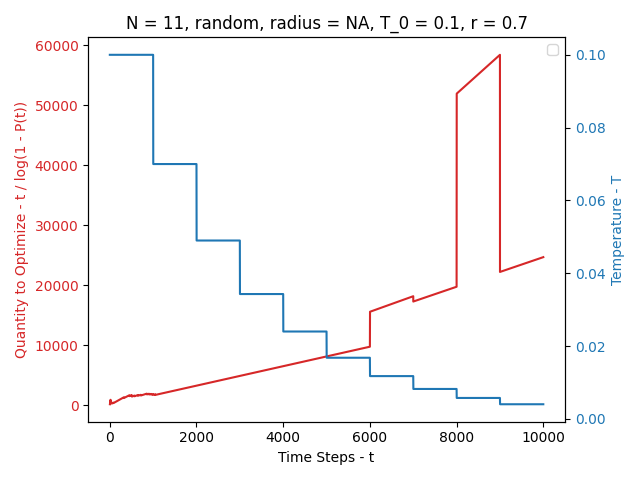 N = 11, random, radius = NA, T_0 = 0.1, r = 0.7
Quantity to Optimize - t / log(1 - P(t))
60000
50000
40000
30000
20000
10000
0
0.10
0.08
0.06
0.04
0.02
0.00
Temperature - T
0 2000 4000 6000 8000 10000
Time Steps - t